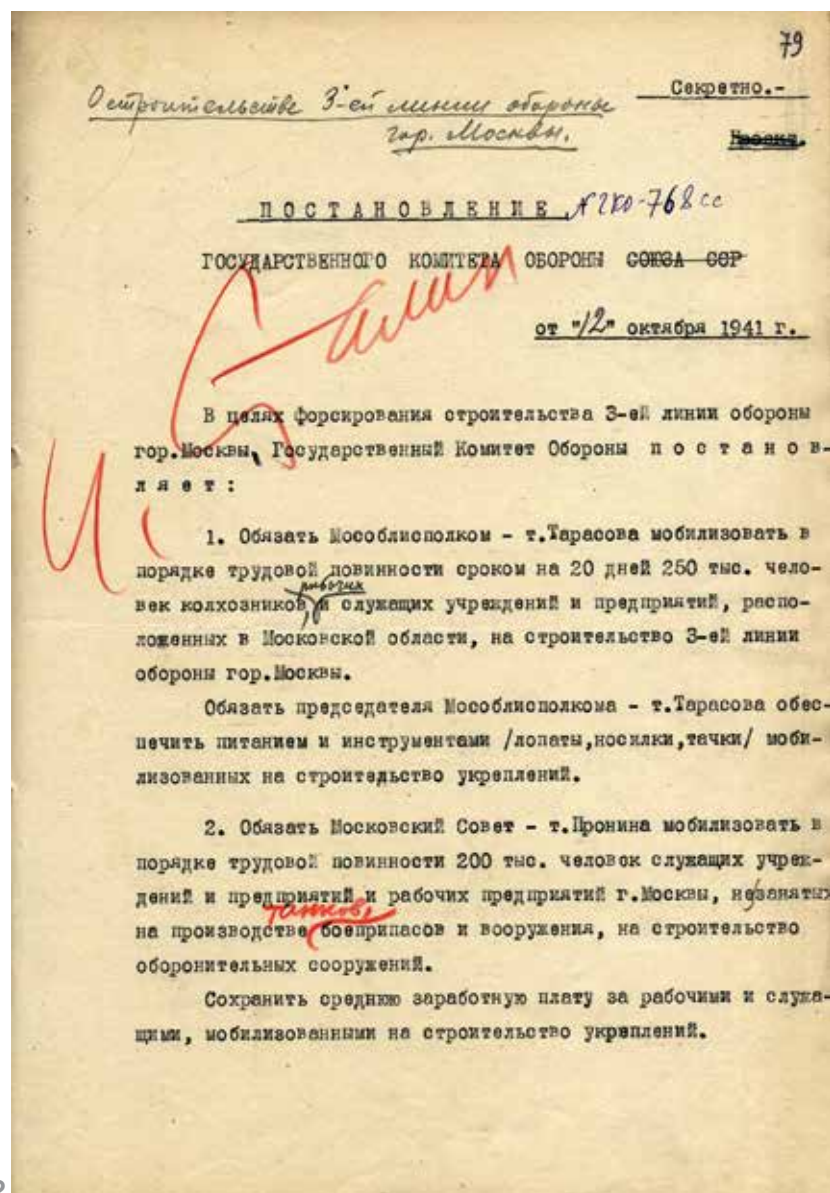 79
О строительстве 3-ей линии обороны
гор. Москвы.
Секретно.-
Проект.
ПОСТАНОВЛЕНИЕ № ГКО-768сс
ГОСУДАРСТВЕННОГО КОМИТЕТА ОБОРОНЫ СОЮЗА ССР
от "12" октября 1941 г.
И. Сталин
В целях форсирования строительства 3-ей линии обороны
гор.Москвы, Государственный Комитет Обороны п о с т а н о в-
л я е т :
1. Обязать Мособлисполком - т.Тарасова мобилизовать в
порядке трудовой повинности сроком на 20 дней 250 тыс. чело-
рабочих
век колхозников, и служащих учреждений и предприятий, распо-
ложенных в Московской области, на строительство 3-ей линии
обороны гор.Москвы.
Обязать председателя Мособлисполкома - т.Тарасова обес-
печить питанием и инструментами /лопаты,носилки,тачки/ моби-
лизованных на строительство укреплений.
2. Обязать Московский Совет - т.Пронина мобилизовать в
порядке трудовой повинности 200 тыс. человек служащих учреж-
дений и предприятий и рабочих предприятий г.Москвы, незанятых
танков,
на производстве боеприпасов и вооружения, на строительство
оборонительных сооружений.
Сохранить среднюю заработную плату за рабочими и служа-
щими, мобилизованными на строительство укреплений.